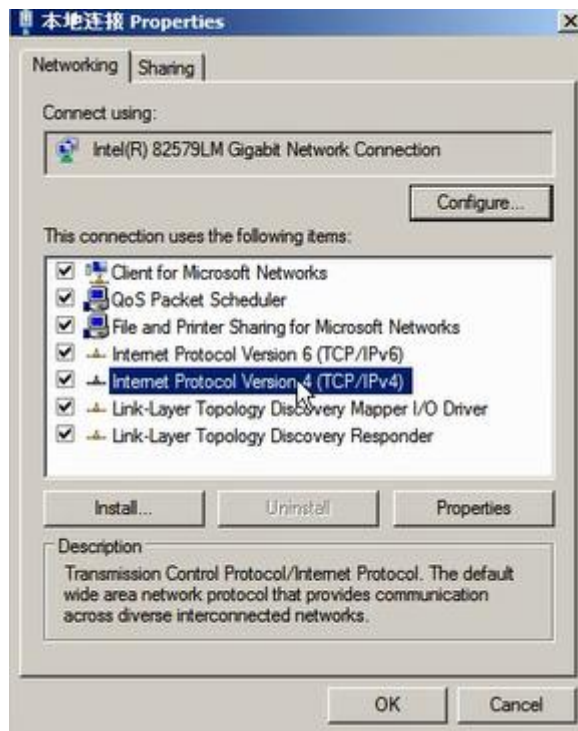 本地连接 Properties
Networking
Sharing
Connect using:
Intel(R) 82579LM Gigabit Network Connection
Configure...
This connection uses the following items:
Client for Microsoft Networks
QoS Packet Scheduler
File and Printer Sharing for Microsoft Networks
Internet Protocol Version 6 (TCP/IPv6)
Internet Protocol Version 4 (TCP/IPv4)
Link-Layer Topology Discovery Mapper I/O Driver
Link-Layer Topology Discovery Responder
Install...
Uninstall
Properties
Description
Transmission Control Protocol/Internet Protocol. The default
wide area network protocol that provides communication
across diverse interconnected networks.
OK
Cancel